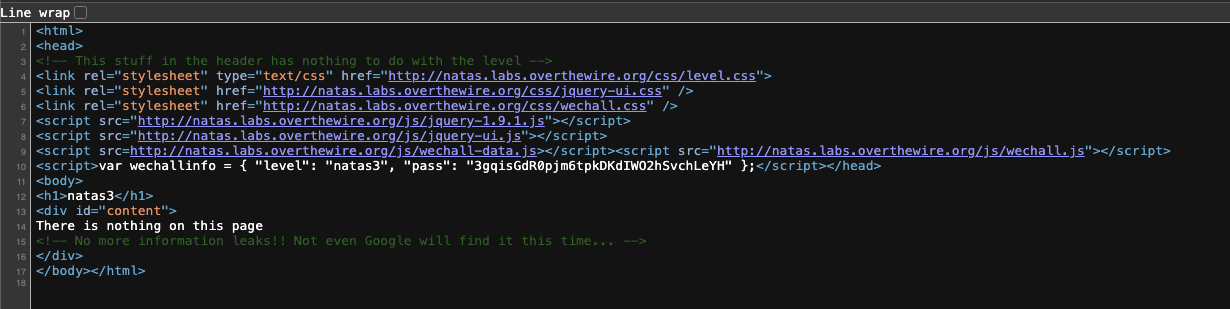 Line wrap
1 <html>
2 <head>
3 <!-- This stuff in the header has nothing to do with the level -->
4 <link rel="stylesheet" type="text/css" href="http://natas.labs.overthewire.org/css/level.css">
5 <link rel="stylesheet" href="http://natas.labs.overthewire.org/css/jquery-ui.css" />
6 <link rel="stylesheet" href="http://natas.labs.overthewire.org/css/wechall.css" />
7 <script src="http://natas.labs.overthewire.org/js/jquery-1.9.1.js"></script>
8 <script src="http://natas.labs.overthewire.org/js/jquery-ui.js"></script>
9 <script src=http://natas.labs.overthewire.org/js/wechall-data.js></script><script src="http://natas.labs.overthewire.org/js/wechall.js"></script>
10 <script>var wechallinfo = { "level": "natas3", "pass": "3gqisGdR0pjm6tpkDKdIWO2hSvchLeYH" };</script></head>
11 <body>
12 <h1>natas3</h1>
13 <div id="content">
14 There is nothing on this page
15 <!-- No more information leaks!! Not even Google will find it this time... -->
16 </div>
17 </body></html>
18